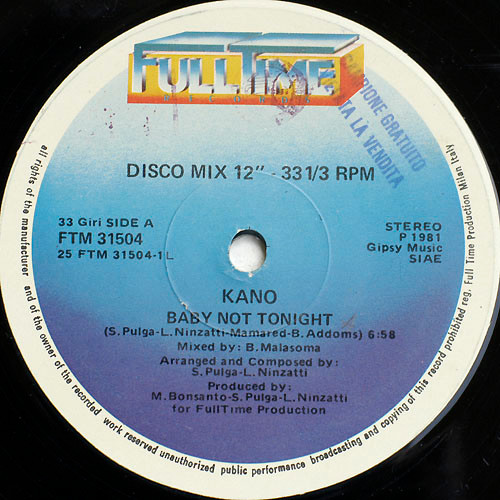 FULLTIME
RECORDS
CAMPIONE GRATUITO
TA LA VENDITA
DISCO MIX 12" - 33 1/3 RPM
33 Giri SIDE A
FTM 31504
25 FTM 31504-1L
STEREO
P 1981
Gipsy Music
SIAE
KANO
BABY NOT TONIGHT
(S. Pulga-L. Ninzatti-Mamared-B. Addoms) 6:58
Mixed by: B. Malasoma
Arranged and Composed by:
S. Pulga-L. Ninzatti
Produced by:
M. Bonsanto-S. Pulga-L. Ninzatti
for FullTime Production
all rights of the manufacturer and of the owner of the recorded work reserved unauthorized public performance broadcasting and copying of this record prohibited reg. Full Time Production Milan Italy